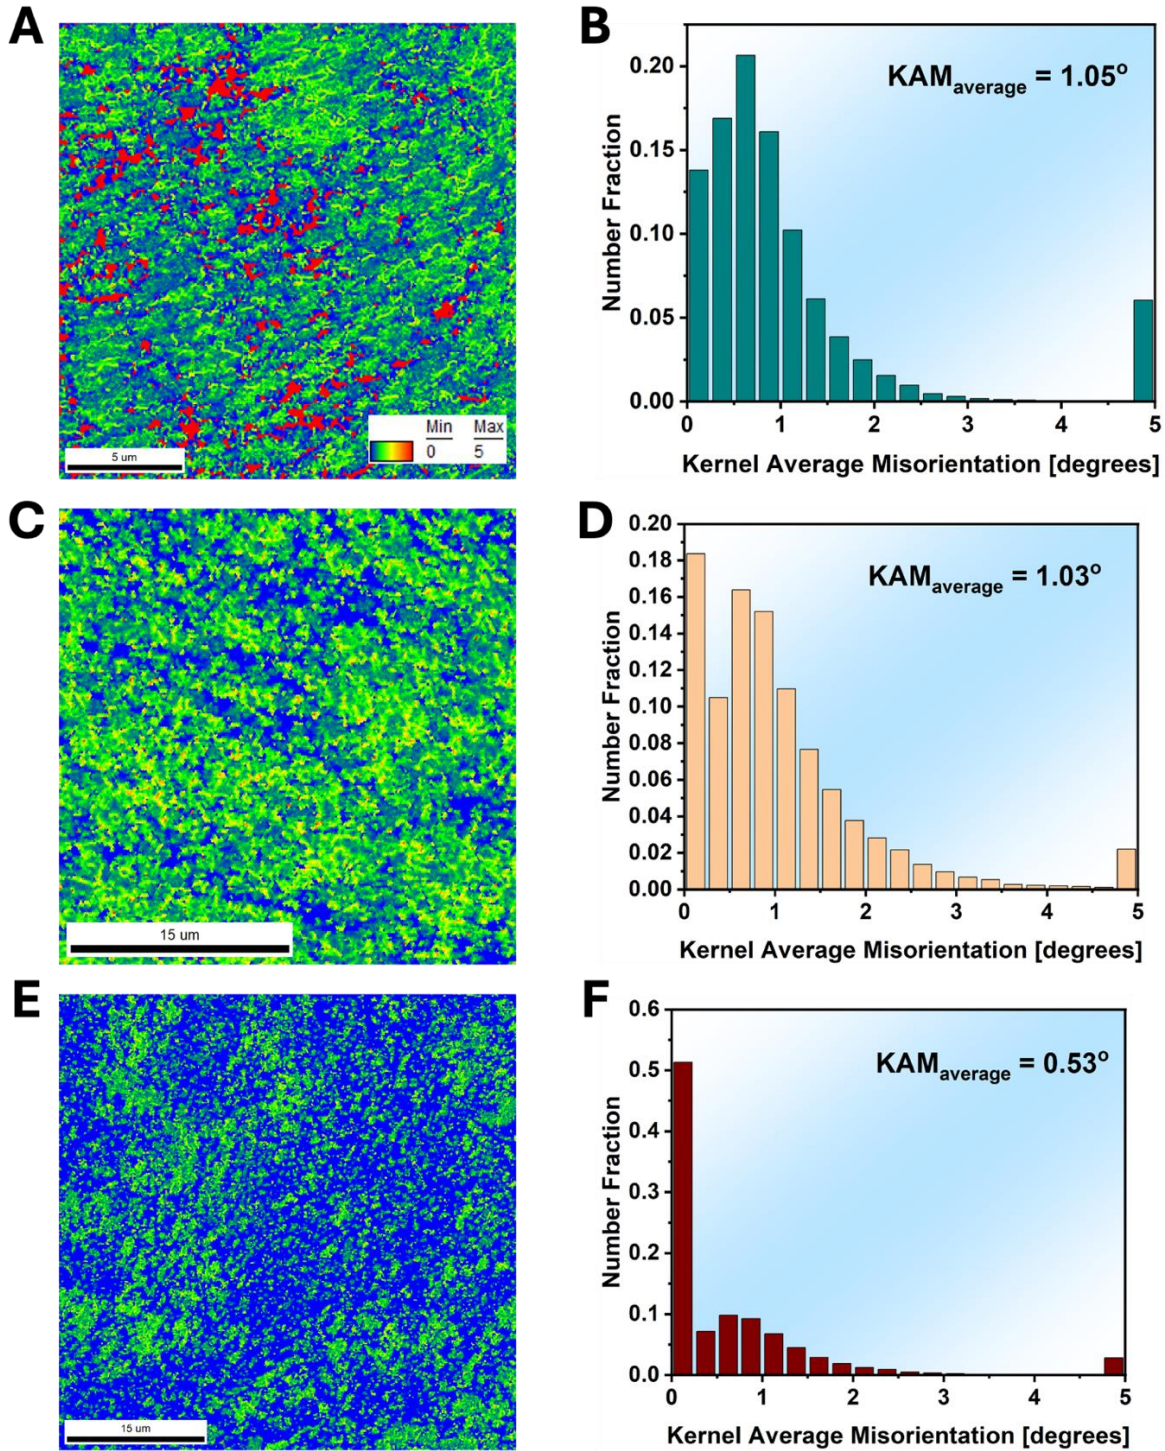 A
Min Max
0 5
5 um
B
KAMaverage = 1.05o
Number Fraction
0.20
0.15
0.10
0.05
0.00
0 1 2 3 4 5
Kernel Average Misorientation [degrees]
C
15 um
D
KAMaverage = 1.03o
Number Fraction
0.20
0.18
0.16
0.14
0.12
0.10
0.08
0.06
0.04
0.02
0.00
0 1 2 3 4 5
Kernel Average Misorientation [degrees]
E
15 um
F
KAMaverage = 0.53o
Number Fraction
0.6
0.5
0.4
0.3
0.2
0.1
0.0
0 1 2 3 4 5
Kernel Average Misorientation [degrees]